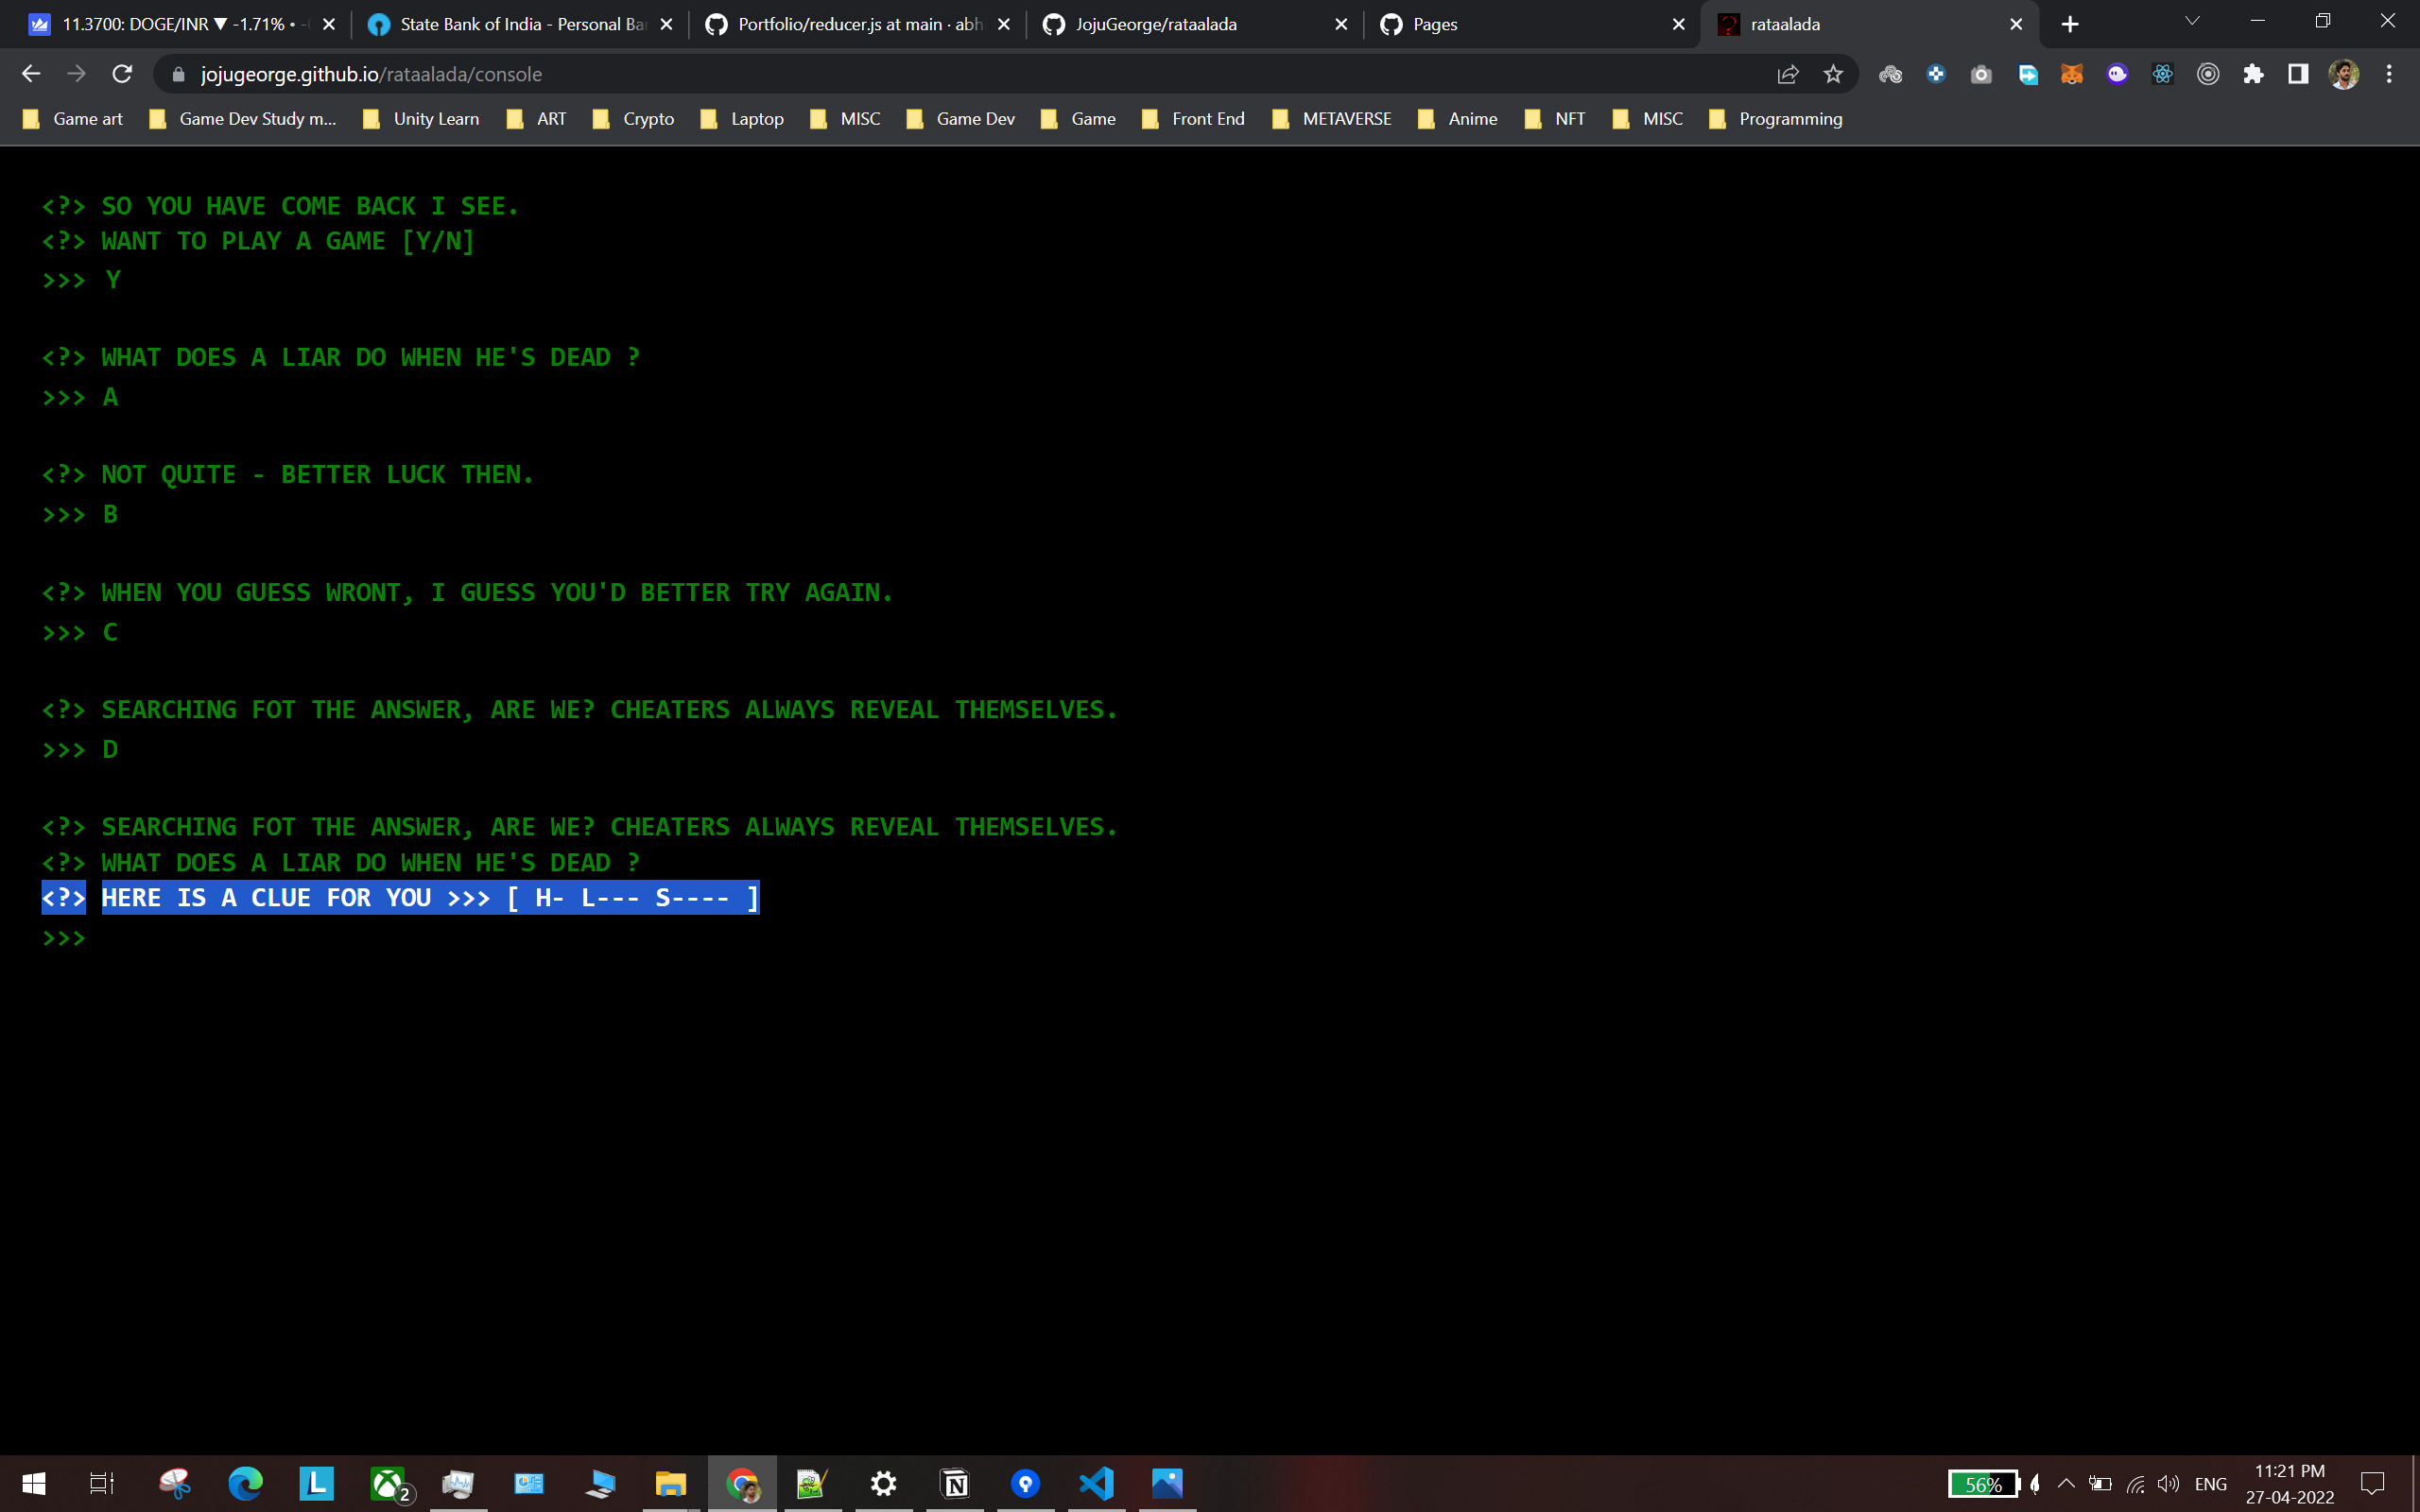 11.3700: DOGE/INR ▼ -1.71% •
State Bank of India - Personal Ba
Portfolio/reducer.js at main · abh
JojuGeorge/rataalada
Pages
rataalada
jojugeorge.github.io/rataalada/console
Game art Game Dev Study m... Unity Learn ART Crypto Laptop MISC Game Dev Game Front End METAVERSE Anime NFT MISC Programming
<?> SO YOU HAVE COME BACK I SEE.
<?> WANT TO PLAY A GAME [Y/N]
>>> Y
<?> WHAT DOES A LIAR DO WHEN HE'S DEAD ?
>>> A
<?> NOT QUITE - BETTER LUCK THEN.
>>> B
<?> WHEN YOU GUESS WRONT, I GUESS YOU'D BETTER TRY AGAIN.
>>> C
<?> SEARCHING FOT THE ANSWER, ARE WE? CHEATERS ALWAYS REVEAL THEMSELVES.
>>> D
<?> SEARCHING FOT THE ANSWER, ARE WE? CHEATERS ALWAYS REVEAL THEMSELVES.
<?> WHAT DOES A LIAR DO WHEN HE'S DEAD ?
<?> HERE IS A CLUE FOR YOU >>> [ H- L--- S---- ]
>>>
L
2
56%
ENG
11:21 PM
27-04-2022